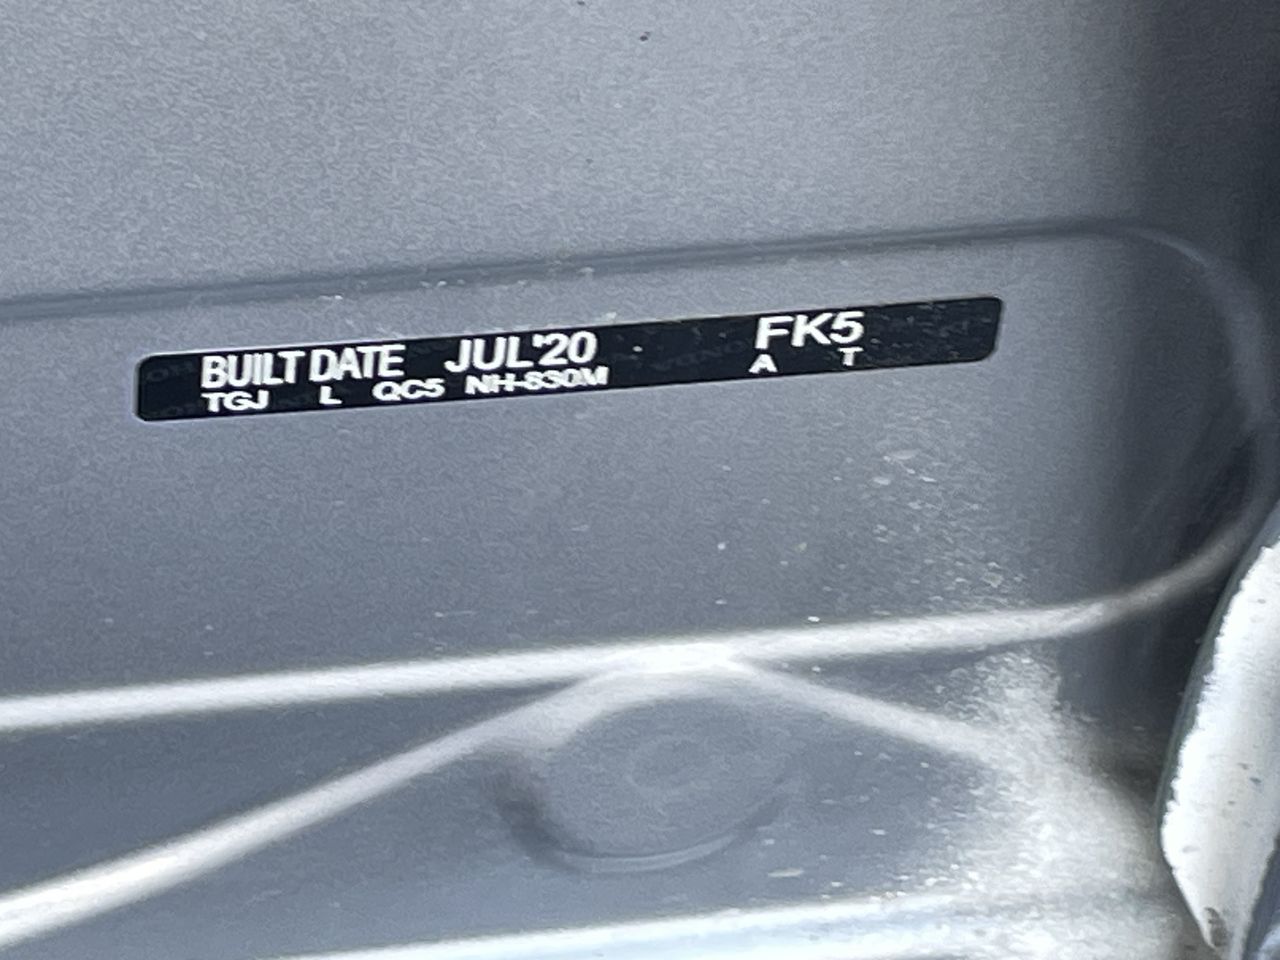 BUILT DATE JUL'20 FK5
TGJ L QC5 NH-830M A T